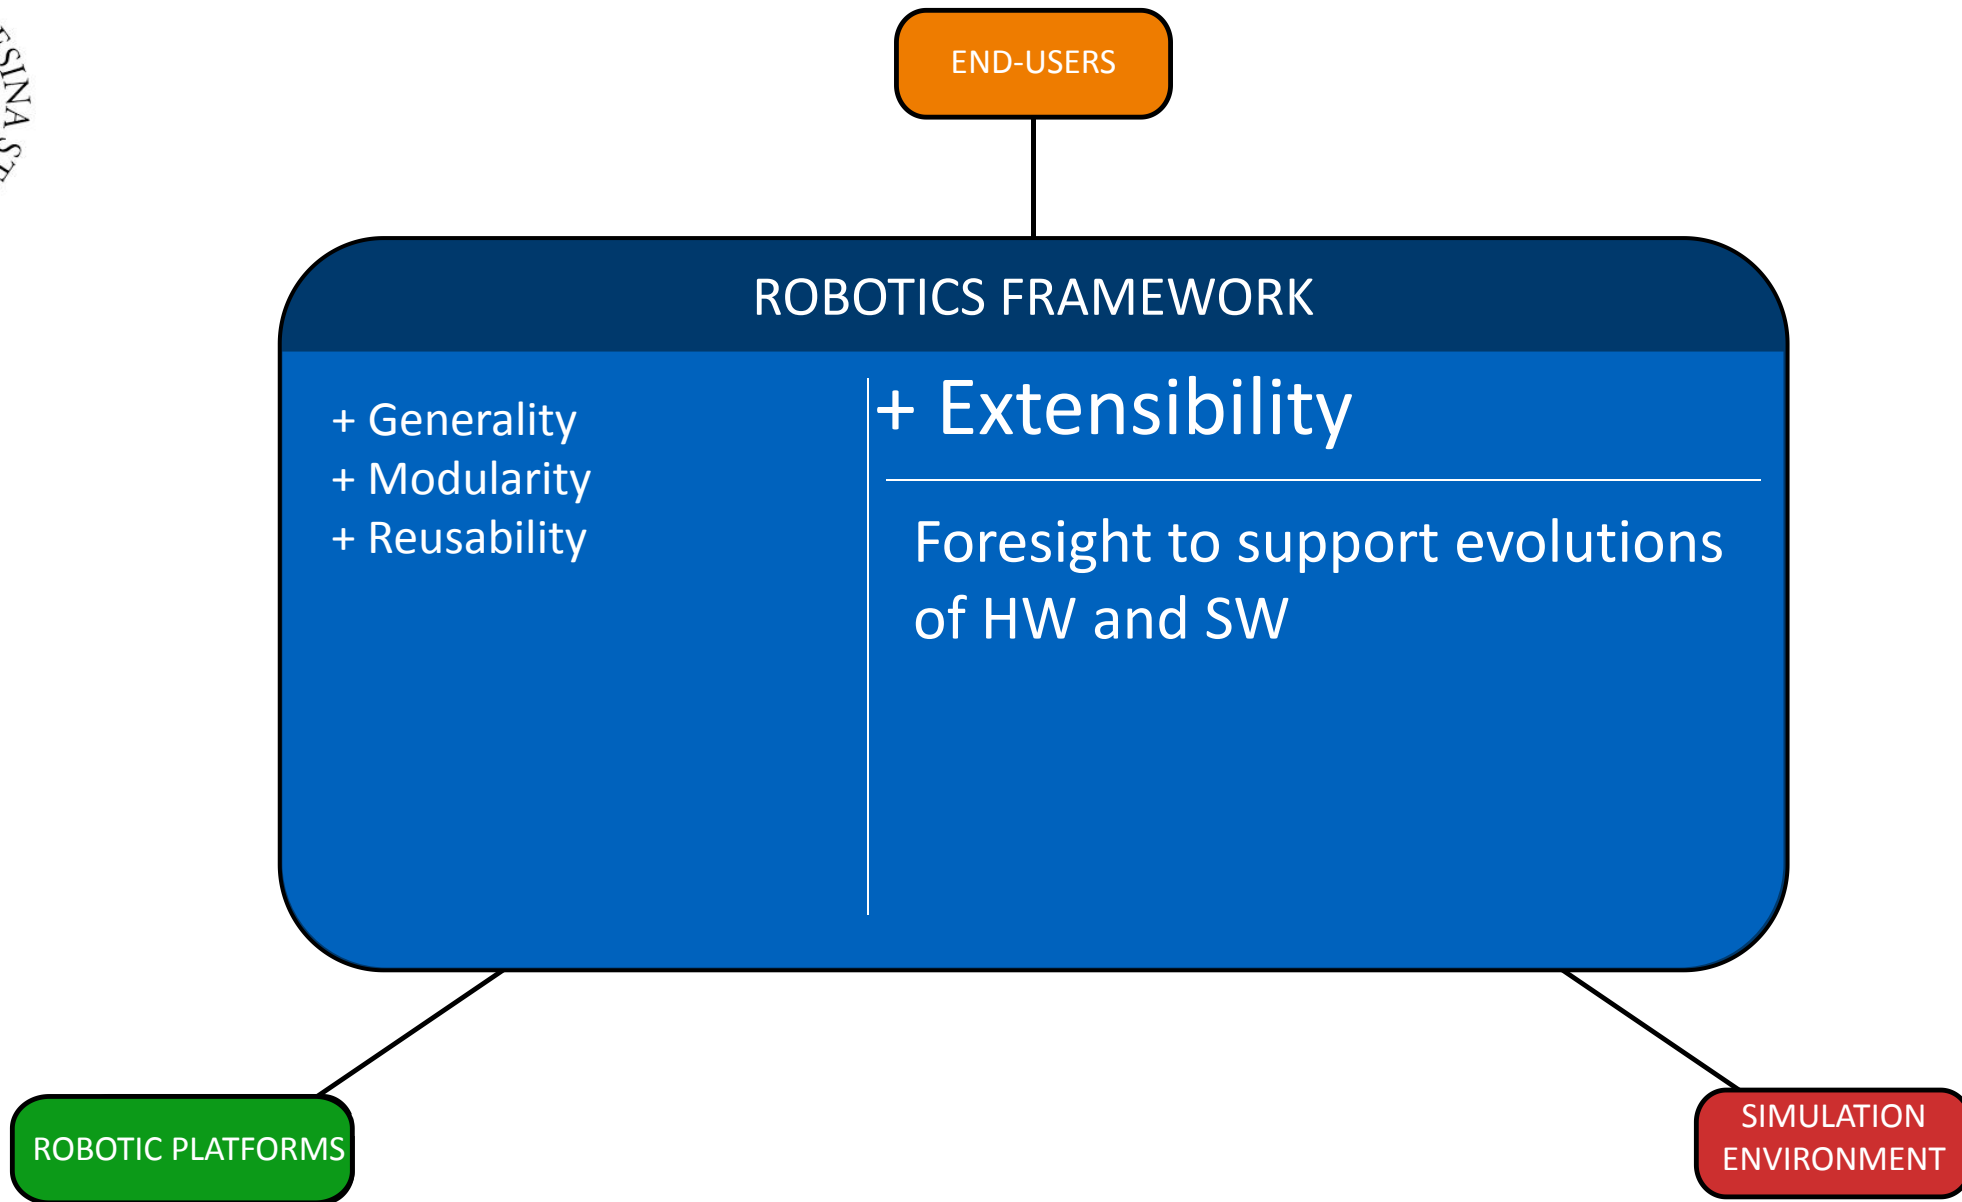 END-USERS
ROBOTICS FRAMEWORK
+ Generality
+ Modularity
+ Reusability
+ Extensibility
Foresight to support evolutions
of HW and SW
ROBOTIC PLATFORMS
SIMULATION
ENVIRONMENT